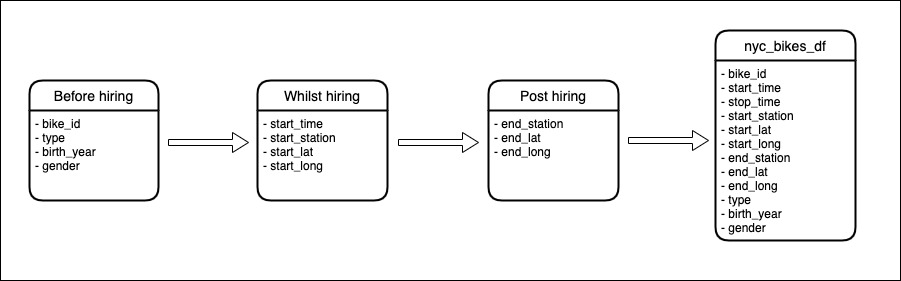 Before hiring
- bike_id
- type
- birth_year
- gender
Whilst hiring
- start_time
- start_station
- start_lat
- start_long
Post hiring
- end_station
- end_lat
- end_long
nyc_bikes_df
- bike_id
- start_time
- stop_time
- start_station
- start_lat
- start_long
- end_station
- end_lat
- end_long
- type
- birth_year
- gender